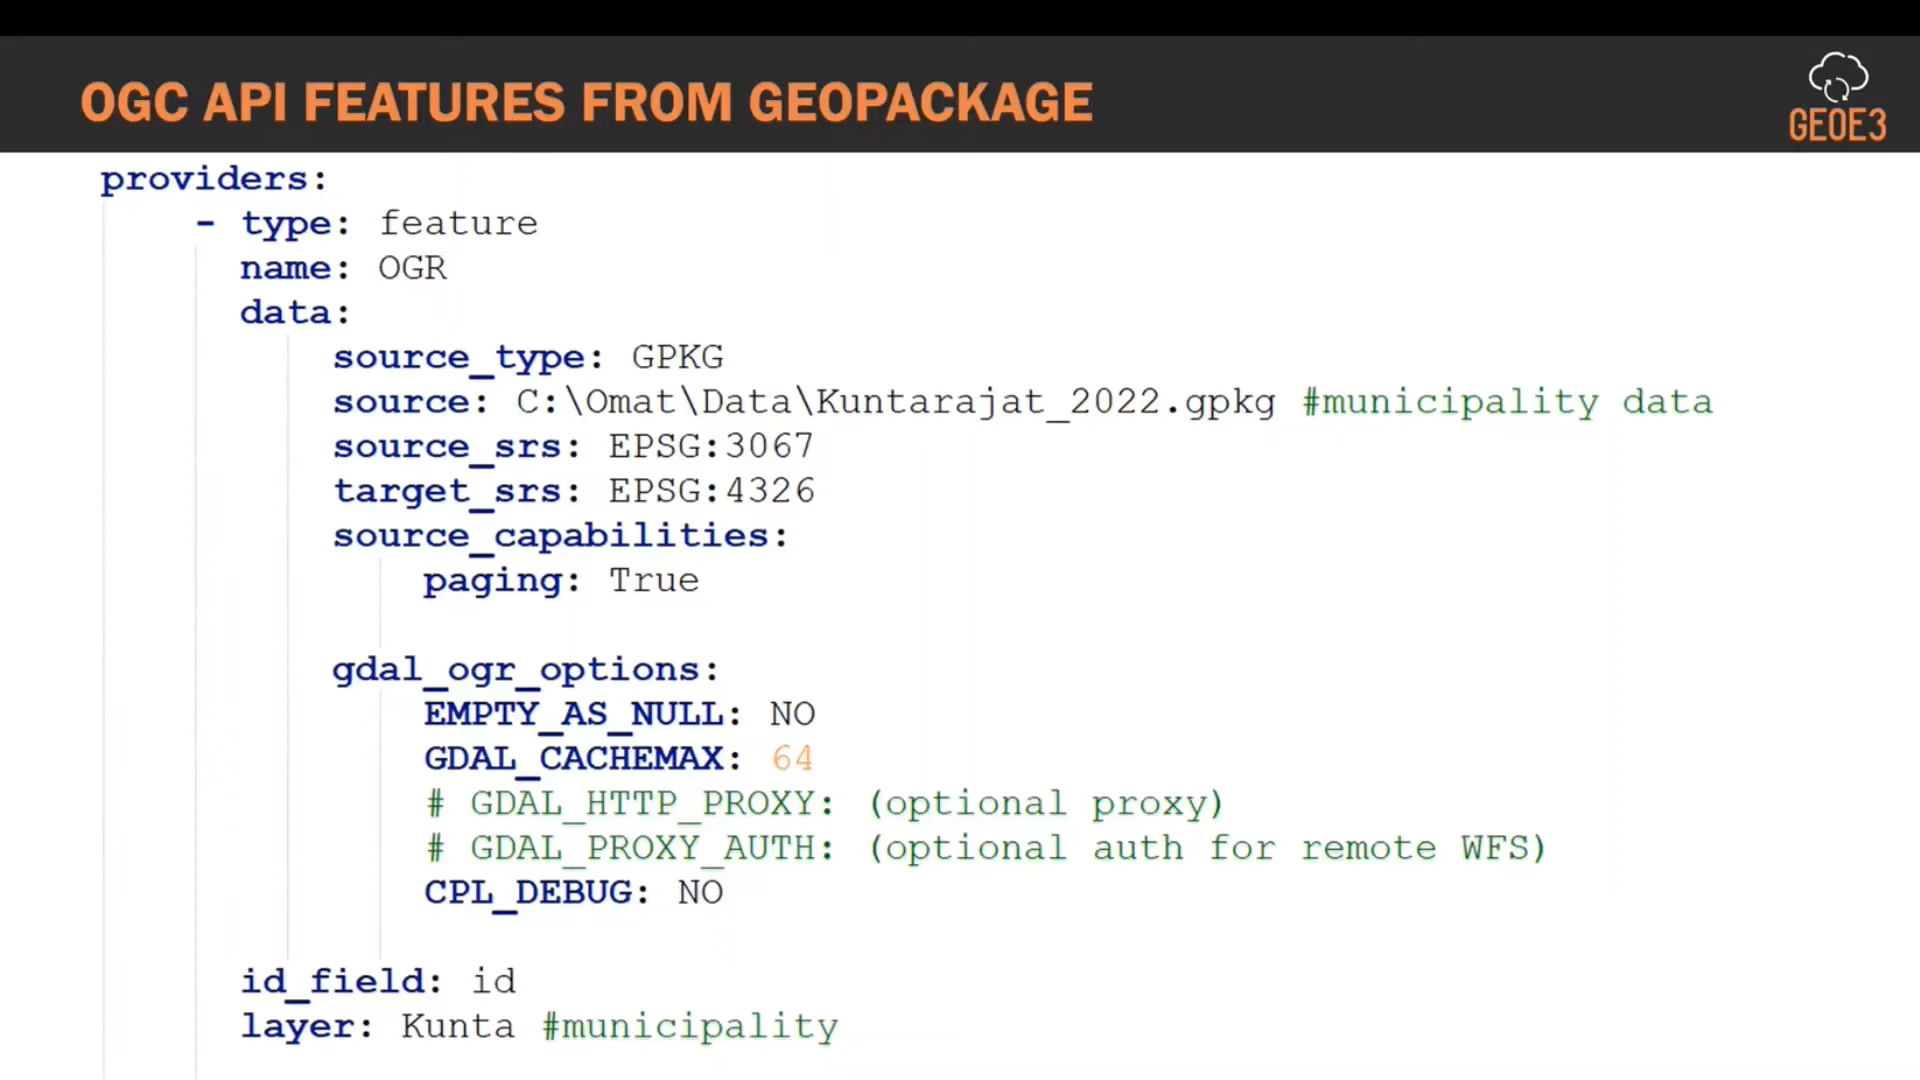 OGC API FEATURES FROM GEOPACKAGE
GEOE3
providers:
- type: feature
name: OGR
data:
source_type: GPKG
source: C:\Omat\Data\Kuntarajat_2022.gpkg #municipality data
source_srs: EPSG:3067
target_srs: EPSG:4326
source_capabilities:
paging: True
gdal_ogr_options:
EMPTY_AS_NULL: NO
GDAL_CACHEMAX: 64
# GDAL_HTTP_PROXY: (optional proxy)
# GDAL_PROXY_AUTH: (optional auth for remote WFS)
CPL_DEBUG: NO
id_field: id
layer: Kunta #municipality